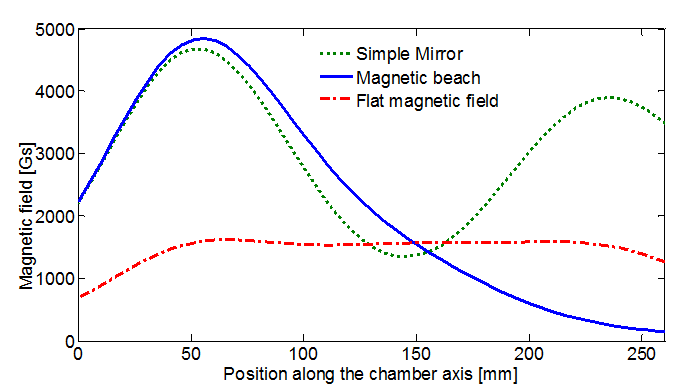 5000
4000
3000
2000
1000
0
Magnetic field [Gs]
Simple Mirror
Magnetic beach
Flat magnetic field
0 50 100 150 200 250
Position along the chamber axis [mm]